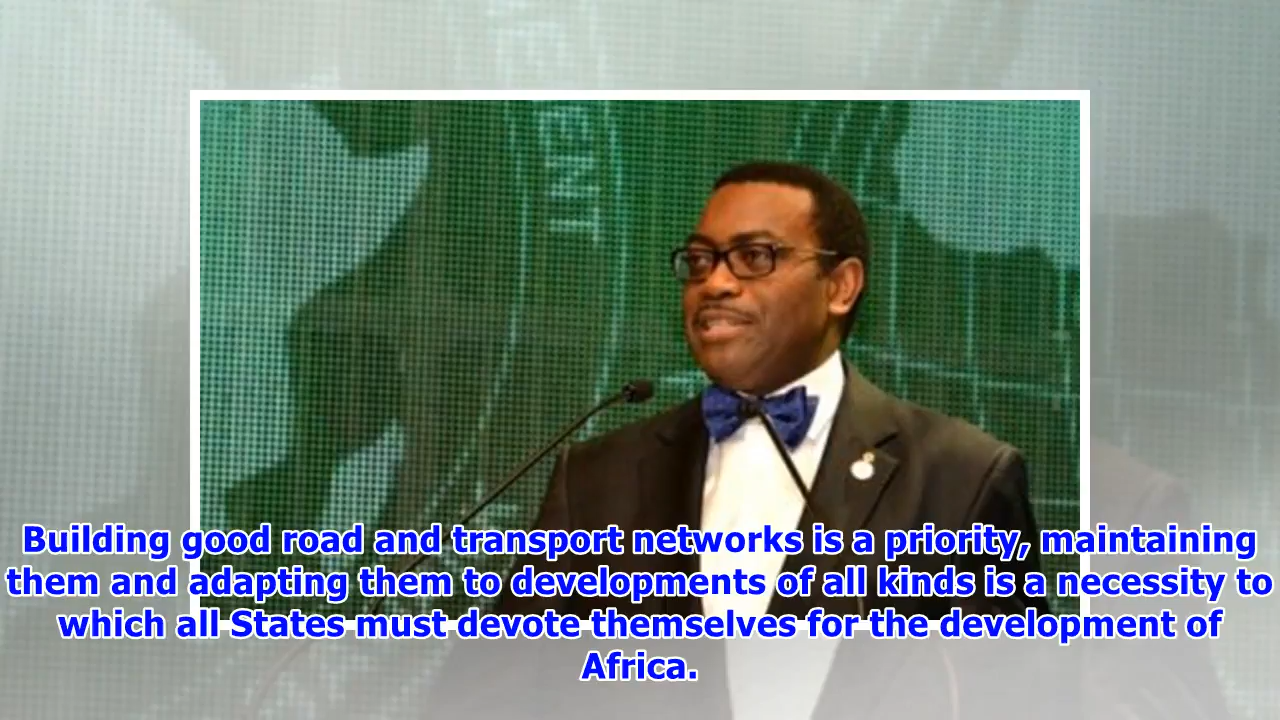 ENT
Building good road and transport networks is a priority, maintaining
them and adapting them to developments of all kinds is a necessity to
which all States must devote themselves for the development of
Africa.